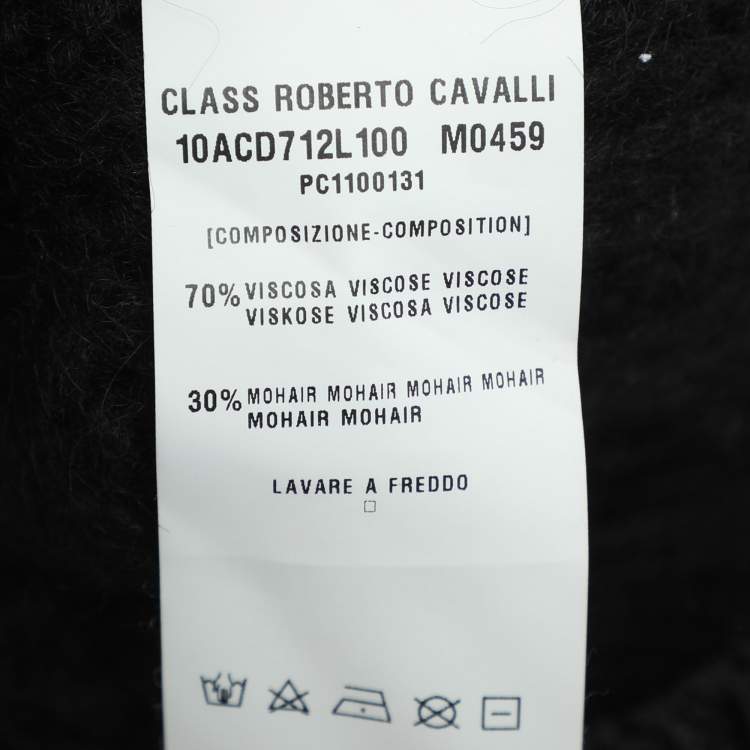 CLASS ROBERTO CAVALLI
10ACD712L100 M0459
PC1100131
[COMPOSIZIONE-COMPOSITION]
70% VISCOSA VISCOSE VISCOSE
VISKOSE VISCOSA VISCOSE
30% MOHAIR MOHAIR MOHAIR MOHAIR
MOHAIR MOHAIR
LAVARE A FREDDO